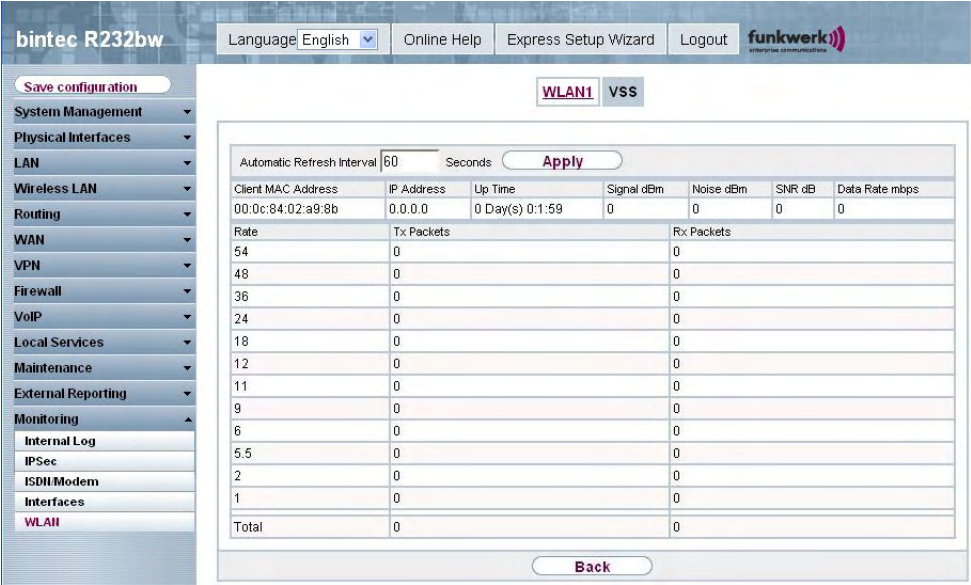 bintec R232bw
Language English Online Help Express Setup Wizard Logout funkwerk
enterprise communications
Save configuration
System Management
Physical Interfaces
LAN
Wireless LAN
Routing
WAN
VPN
Firewall
VoIP
Local Services
Maintenance
External Reporting
Monitoring
Internal Log
IPSec
ISDN/Modem
Interfaces
WLAN
WLAN1 VSS
Automatic Refresh Interval 60 Seconds Apply
Client MAC Address IP Address Up Time Signal dBm Noise dBm SNR dB Data Rate mbps
00:0c:84:02:a9:8b 0.0.0.0 0 Day(s) 0:1:59 0 0 0 0
Rate Tx Packets Rx Packets
54 0 0
48 0 0
36 0 0
24 0 0
18 0 0
12 0 0
11 0 0
9 0 0
6 0 0
5.5 0 0
2 0 0
1 0 0
Total 0 0
Back